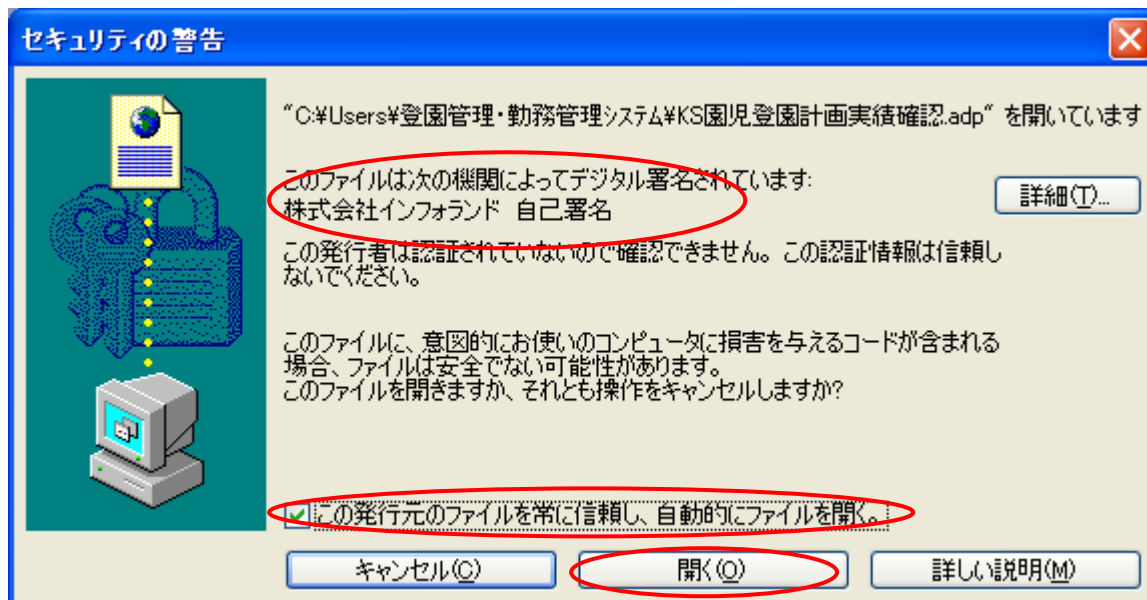 セキュリティの警告
"C:¥Users¥登園管理・勤務管理システム¥KS園児登園計画実績確認.adp" を開いています
このファイルは次の機関によってデジタル署名されています:
株式会社インフォランド 自己署名
詳細(T)...
この発行者は認証されていないので確認できません。この認証情報は信頼し
ないでください。
このファイルに、意図的にお使いのコンピュータに損害を与えるコードが含まれる
場合、ファイルは安全でない可能性があります。
このファイルを開きますか、それとも操作をキャンセルしますか?
この発行元のファイルを常に信頼し、自動的にファイルを開く。
キャンセル(C)
開く(O)
詳しい説明(M)